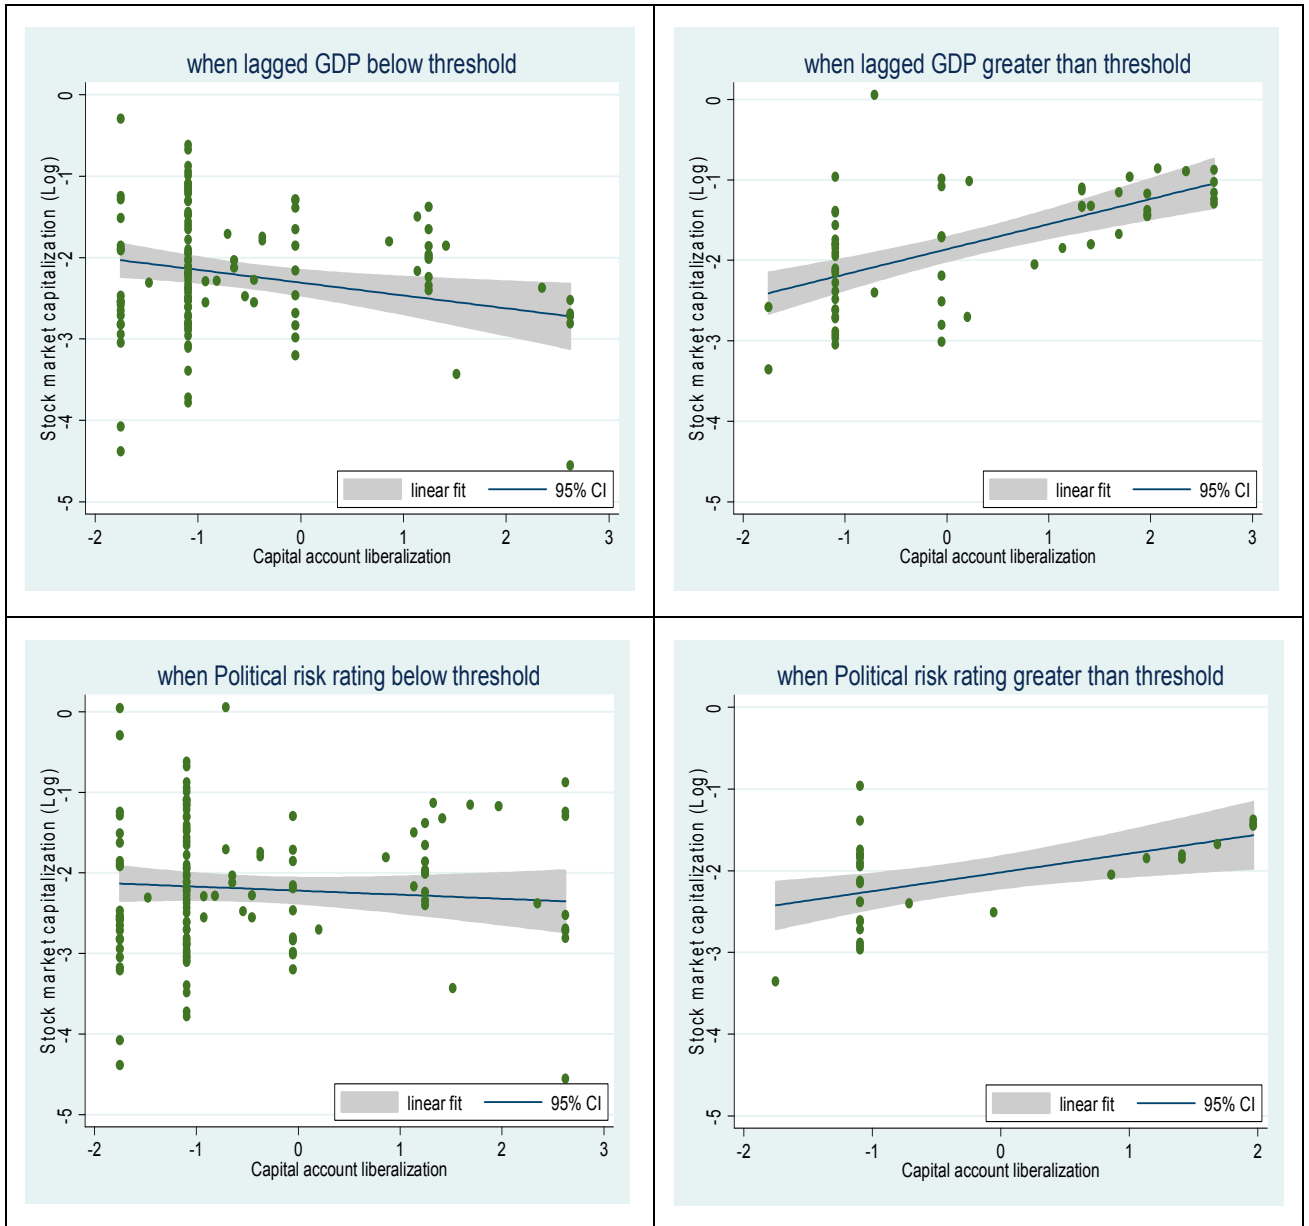 when lagged GDP below threshold
Stock market capitalization (Log)
0
-1
-2
-3
-4
-5
linear fit 95% CI
-2 -1 0 1 2 3
Capital account liberalization
when lagged GDP greater than threshold
Stock market capitalization (Log)
0
-1
-2
-3
-4
-5
linear fit 95% CI
-2 -1 0 1 2 3
Capital account liberalization
when Political risk rating below threshold
Stock market capitalization (Log)
0
-1
-2
-3
-4
-5
linear fit 95% CI
-2 -1 0 1 2 3
Capital account liberalization
when Political risk rating greater than threshold
Stock market capitalization (Log)
0
-1
-2
-3
-4
-5
linear fit 95% CI
-2 -1 0 1 2
Capital account liberalization